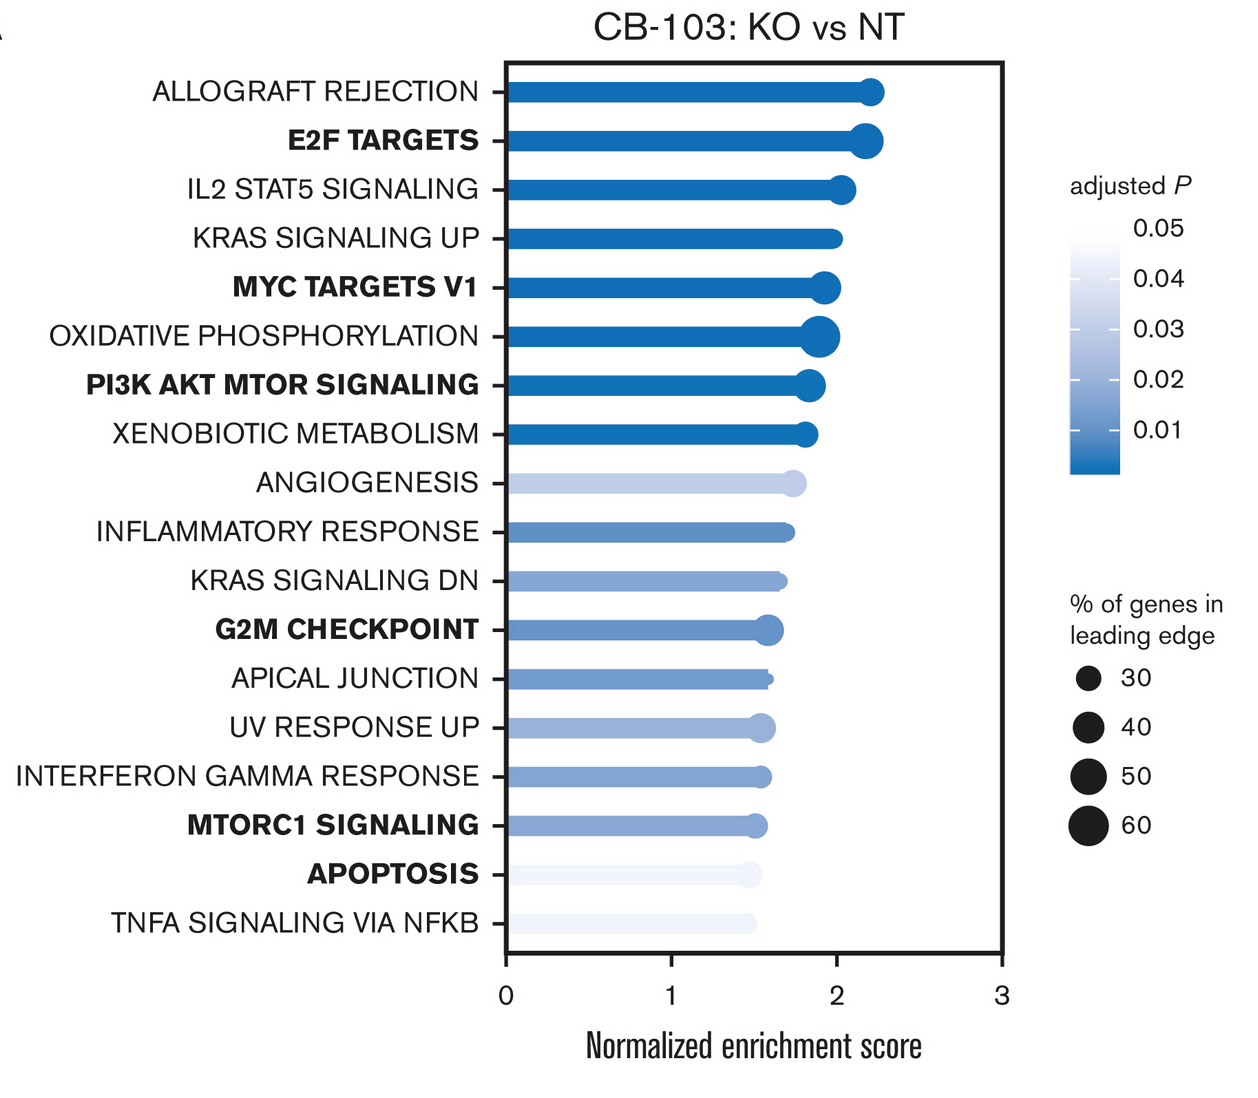 CB-103: KO vs NT
ALLOGRAFT REJECTION
E2F TARGETS
IL2 STAT5 SIGNALING
KRAS SIGNALING UP
MYC TARGETS V1
OXIDATIVE PHOSPHORYLATION
PI3K AKT MTOR SIGNALING
XENOBIOTIC METABOLISM
ANGIOGENESIS
INFLAMMATORY RESPONSE
KRAS SIGNALING DN
G2M CHECKPOINT
APICAL JUNCTION
UV RESPONSE UP
INTERFERON GAMMA RESPONSE
MTORC1 SIGNALING
APOPTOSIS
TNFA SIGNALING VIA NFKB
0 1 2 3
Normalized enrichment score
adjusted P
0.05
0.04
0.03
0.02
0.01
% of genes in
leading edge
30
40
50
60